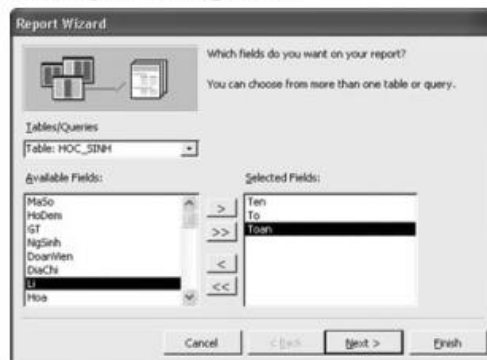 Report Wizard
Which fields do you want on your report?
You can choose from more than one table or query.
Tables/Queries
Table: HOC_SINH
Available Fields:
Selected Fields:
MaSo
HoDem
GT
NgSinh
DoanVien
DiaChi
Li
Hoa
>
>>
<
<<
Ten
To
Toan
Cancel
< Back
Next >
Finish